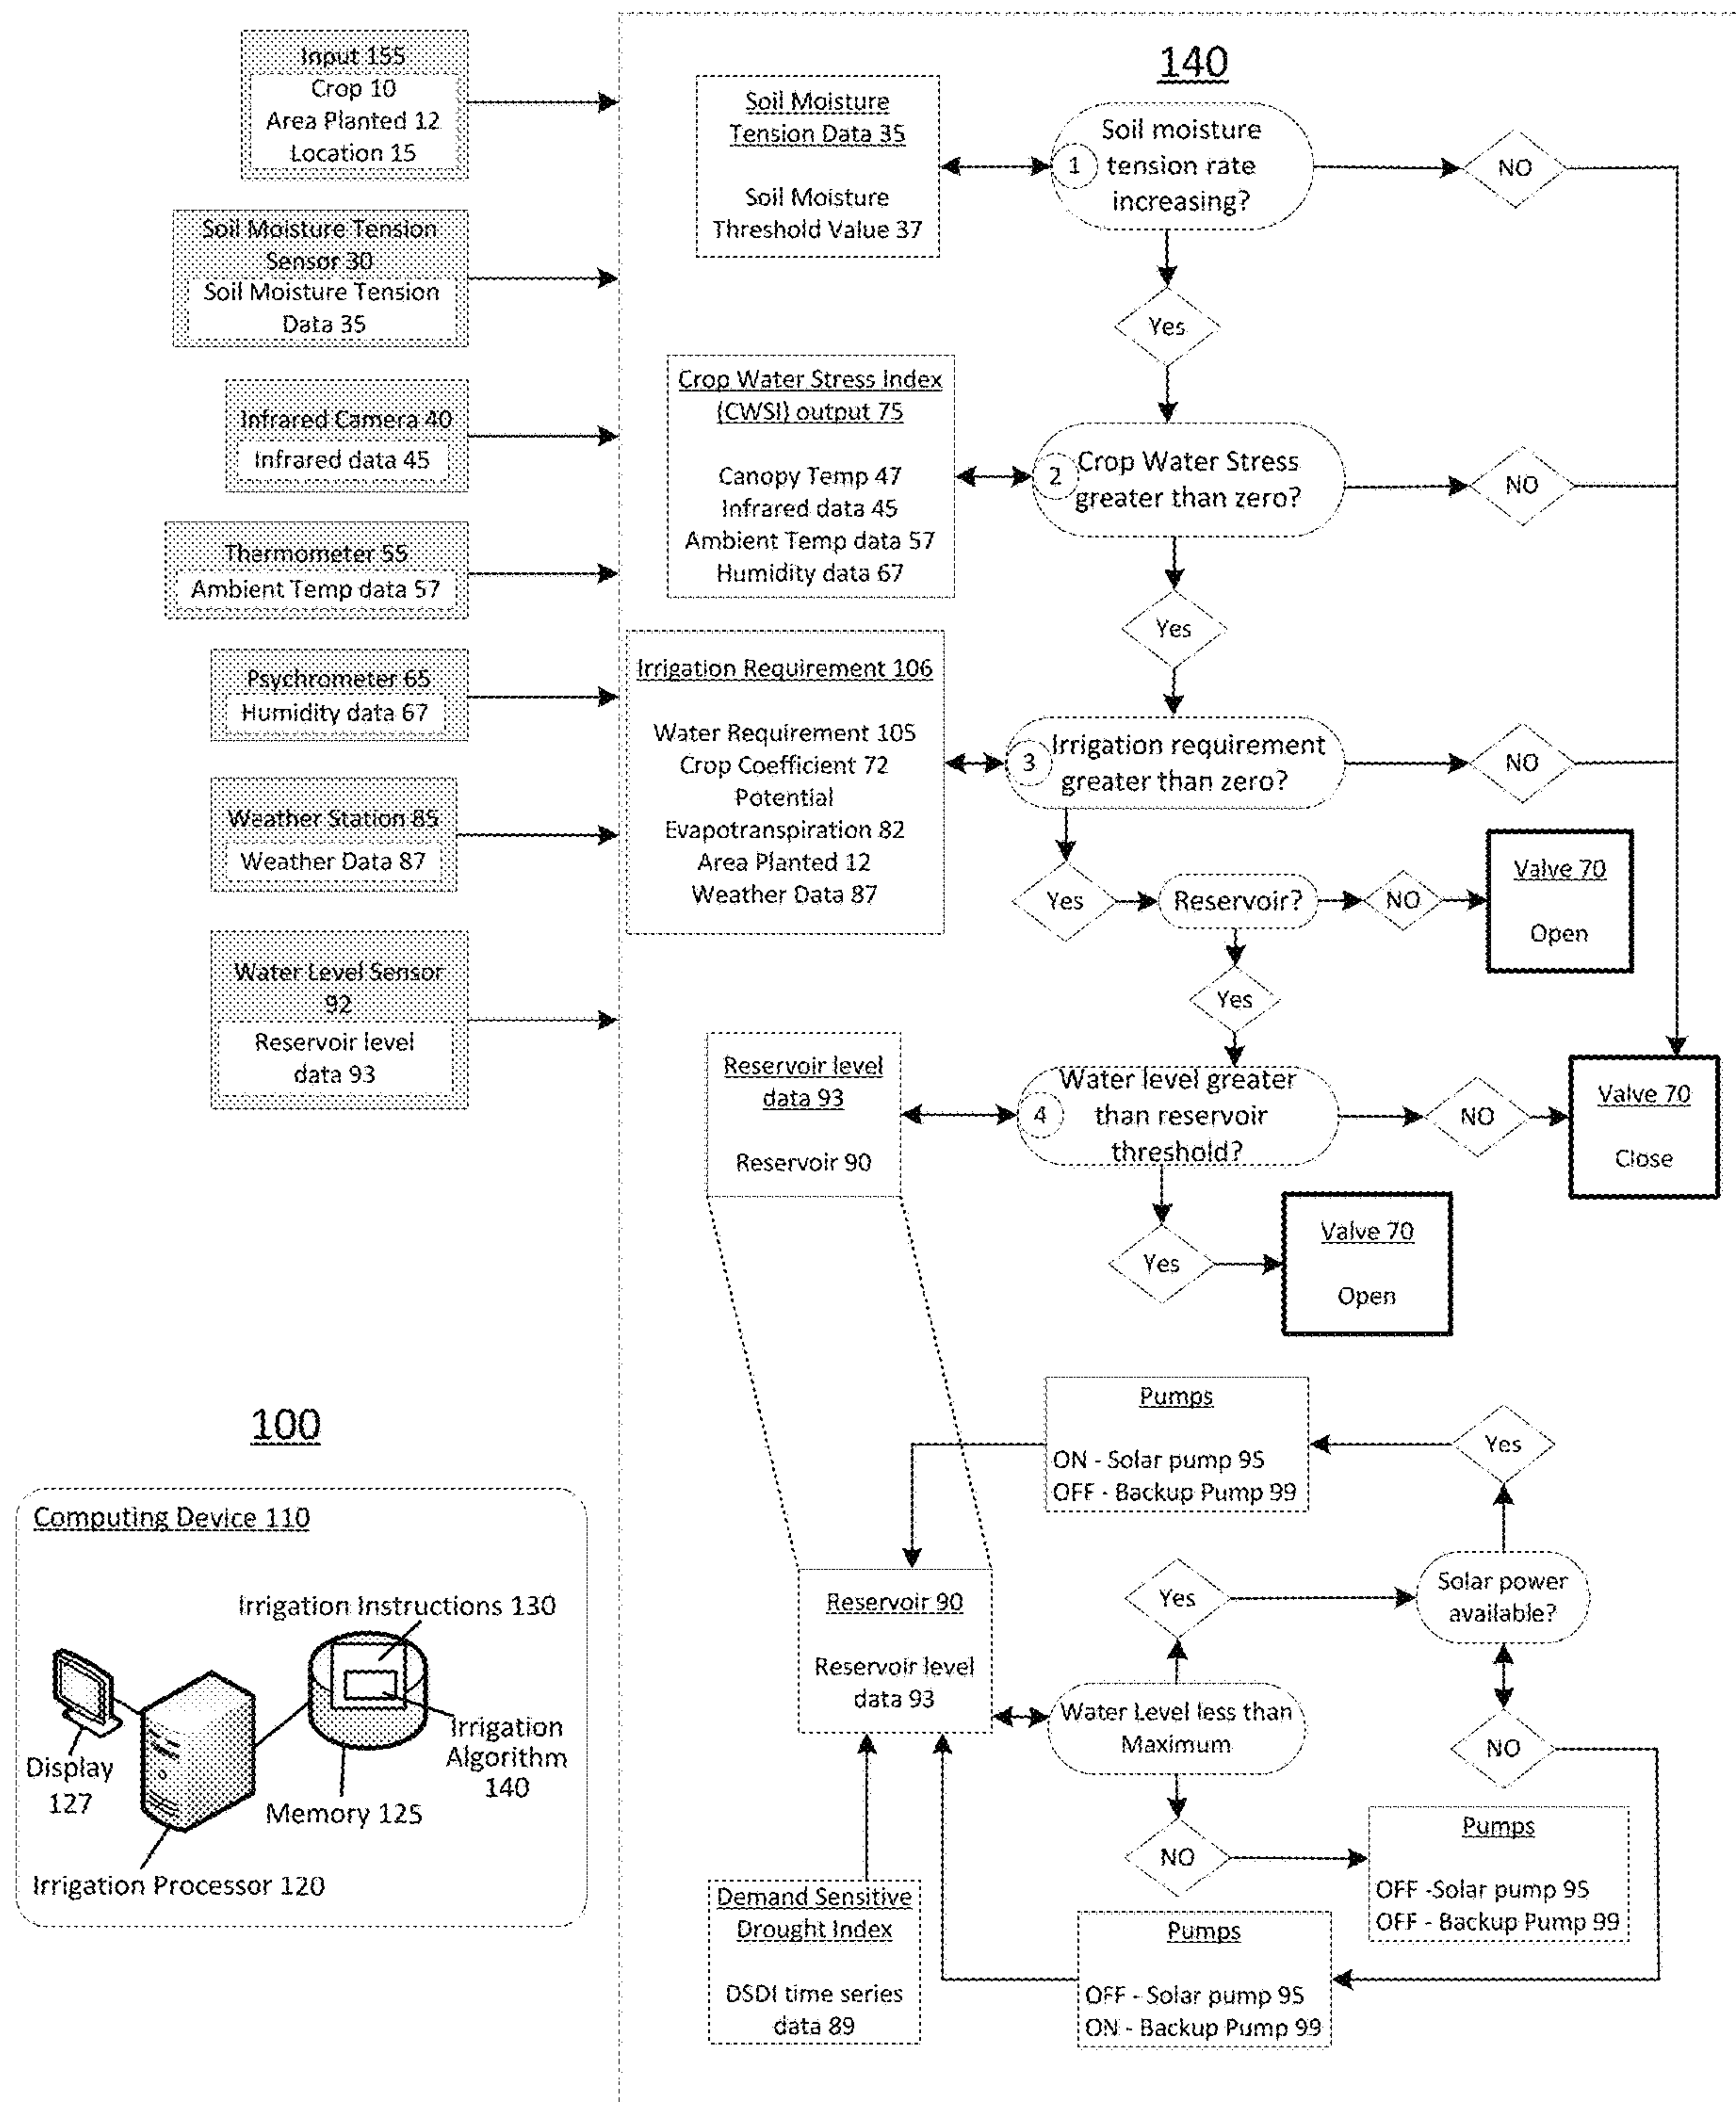 140
Input 155
Crop 10
Area Planted 12
Location 15
Soil Moisture Tension
Sensor 30
Soil Moisture Tension
Data 35
Infrared Camera 40
Infrared data 45
Thermometer 55
Ambient Temp data 57
Psychrometer 65
Humidity data 67
Weather Station 85
Weather Data 87
Water Level Sensor
92
Reservoir level
data 93
Soil Moisture
Tension Data 35
Soil Moisture
Threshold Value 37
1
Soil moisture
tension rate
increasing?
NO
Yes
Crop Water Stress Index
(CWSI) output 75
Canopy Temp 47
Infrared data 45
Ambient Temp data 57
Humidity data 67
2
Crop Water Stress
greater than zero?
NO
Yes
Irrigation Requirement 106
Water Requirement 105
Crop Coefficient 72
Potential
Evapotranspiration 82
Area Planted 12
Weather Data 87
3
Irrigation requirement
greater than zero?
NO
Yes
Reservoir?
NO
Valve 70
Open
Yes
Reservoir level
data 93
Reservoir 90
4
Water level greater
than reservoir
threshold?
NO
Valve 70
Close
Yes
Valve 70
Open
Pumps
ON - Solar pump 95
OFF - Backup Pump 99
Yes
Solar power
available?
Yes
Reservoir 90
Reservoir level
data 93
Water Level less than
Maximum
NO
NO
Pumps
OFF -Solar pump 95
OFF - Backup Pump 99
Demand Sensitive
Drought Index
DSDI time series
data 89
Pumps
OFF - Solar pump 95
ON - Backup Pump 99
100
Computing Device 110
Irrigation Instructions 130
Display
127
Irrigation
Algorithm
140
Memory 125
Irrigation Processor 120